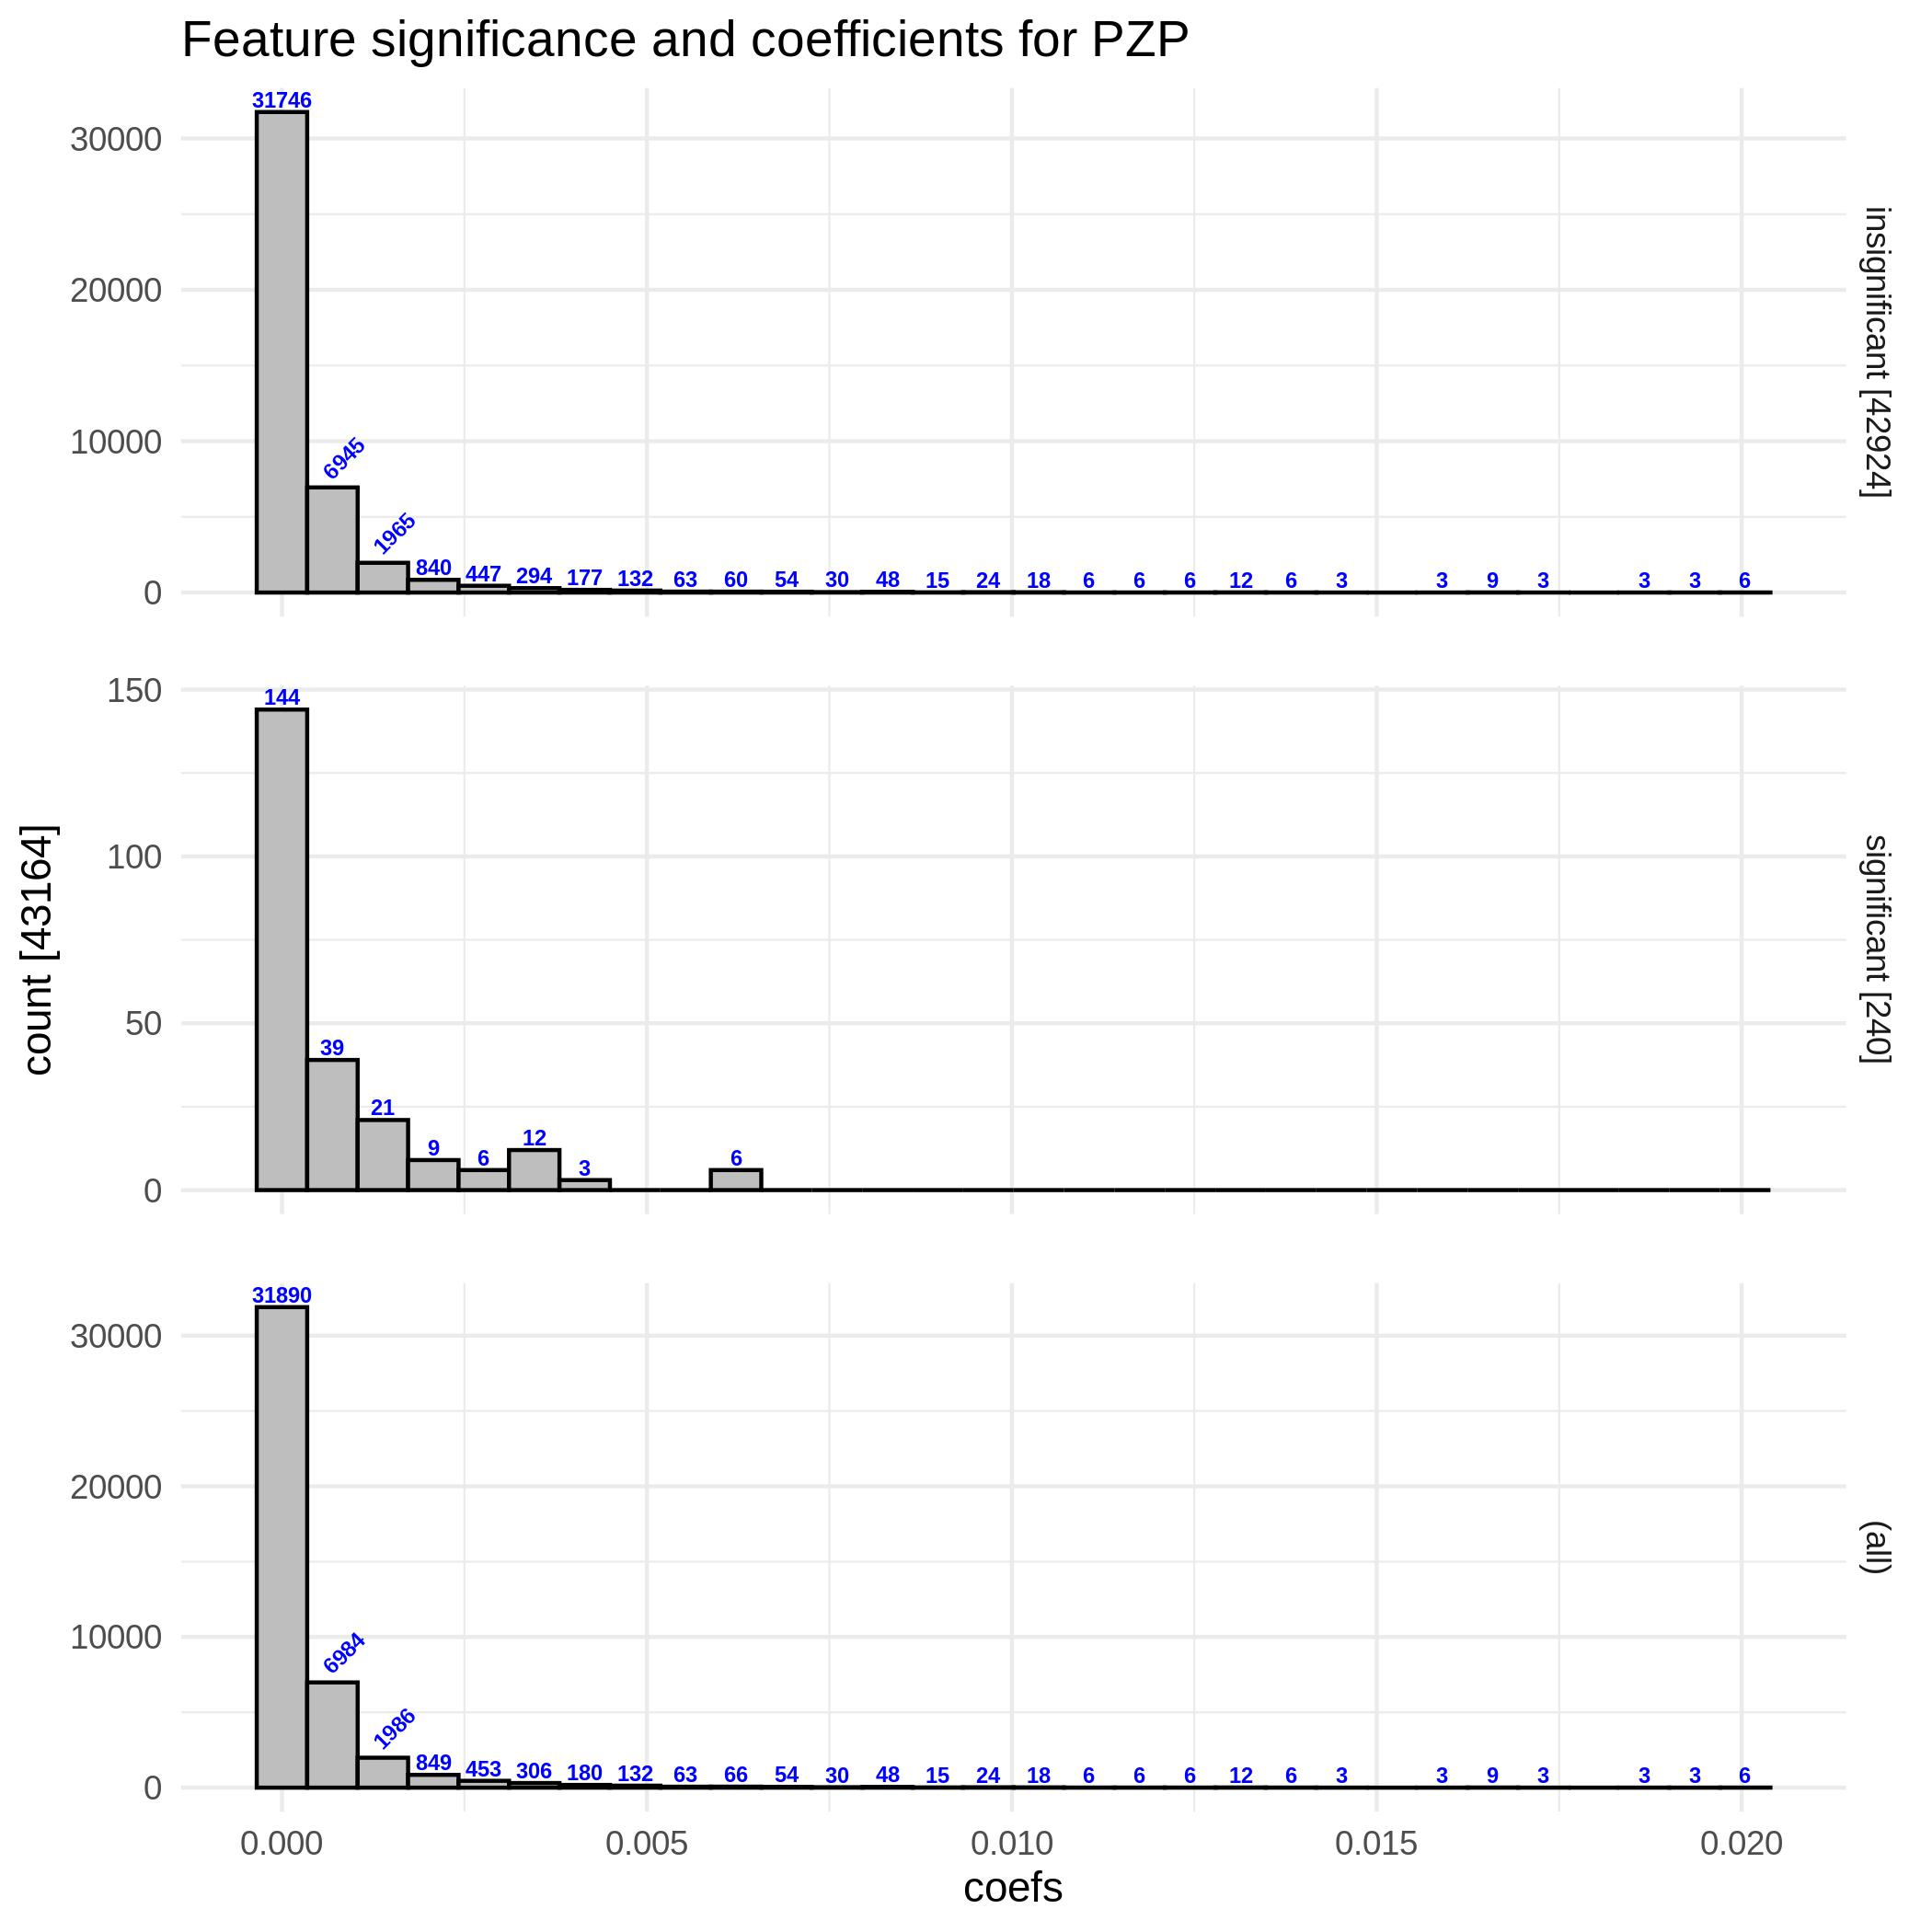 Feature significance and coefficients for PZP
31746
30000
20000
10000
0
6945
1965
840 447 294 177 132 63 60 54 30 48 15 24 18 6 6 6 12 6 3 3 9 3 3 3 6
insignificant [42924]
count [43164]
150
100
50
0
144
39
21
9
6
12
3
6
significant [240]
31890
30000
20000
10000
0
6984
1986
849 453 306 180 132 63 66 54 30 48 15 24 18 6 6 6 12 6 3 3 9 3 3 3 6
(all)
0.000 0.005 0.010 0.015 0.020
coefs